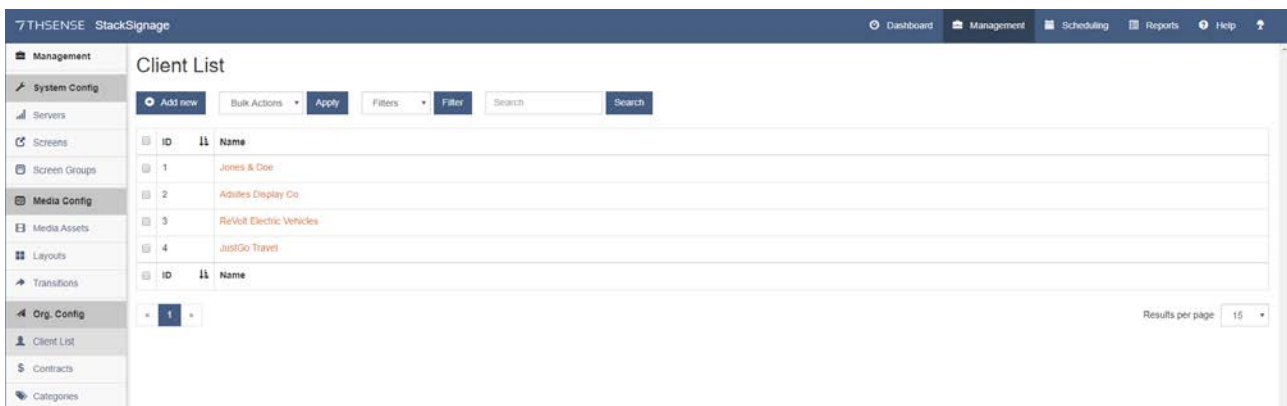 7THSENSE StackSignage
Dashboard Management Scheduling Reports Help
Management
System Config
Servers
Screens
Screen Groups
Media Config
Media Assets
Layouts
Transitions
Org. Config
Client List
Contracts
Categories
Client List
Add new Bulk Actions Apply Filters Filter Search Search
ID Name
1 Jones & Doe
2 Adsites Display Co
3 ReVolt Electric Vehicles
4 JustGo Travel
ID Name
« 1 »
Results per page 15